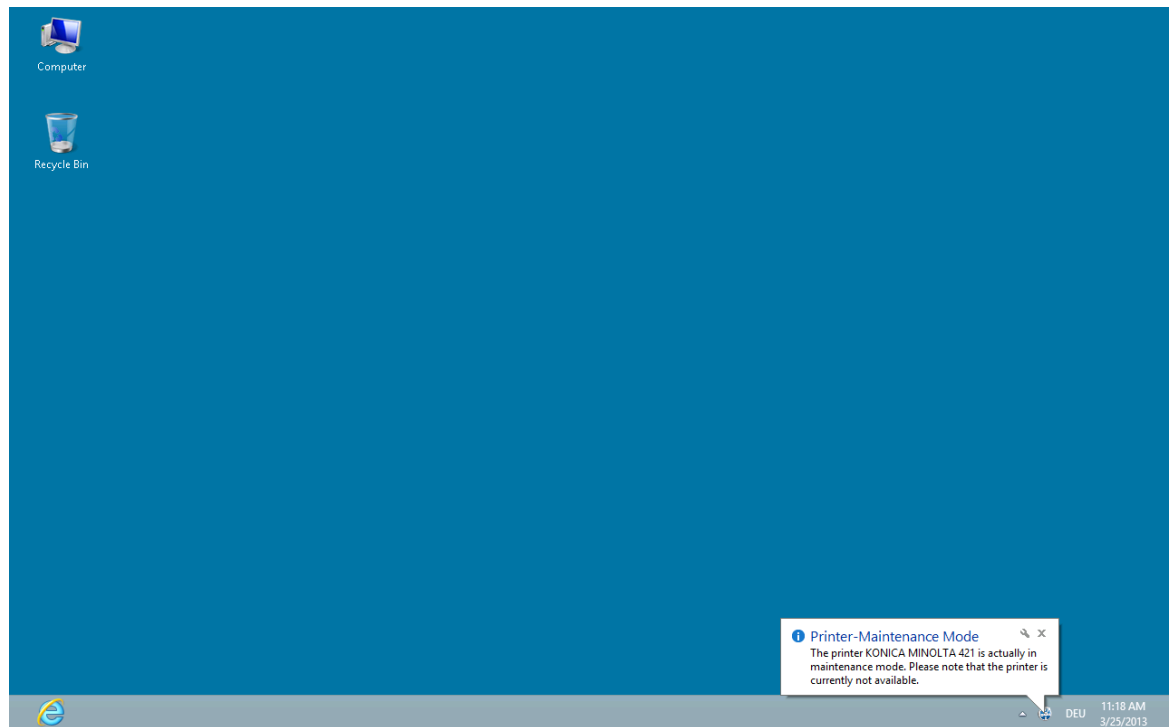 Computer
Recycle Bin
Printer-Maintenance Mode
The printer KONICA MINOLTA 421 is actually in
maintenance mode. Please note that the printer is
currently not available.
DEU
11:18 AM
3/25/2013